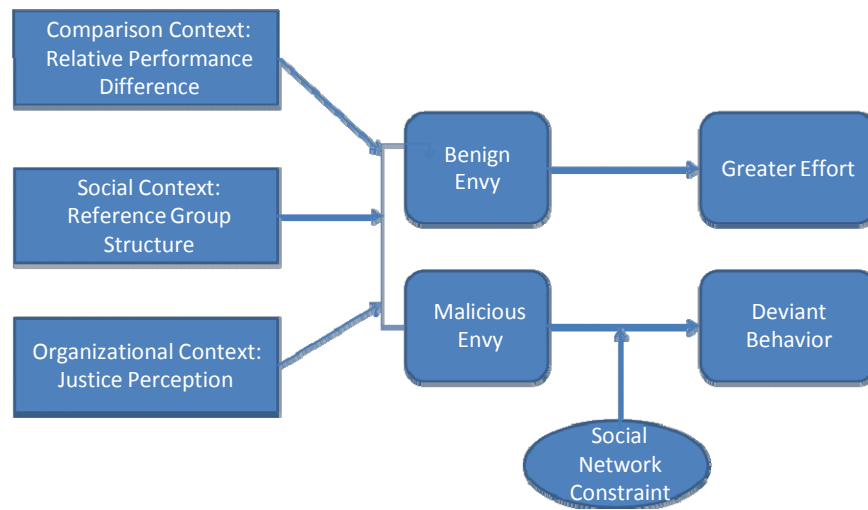 Comparison Context:
Relative Performance
Difference
Benign
Envy
Greater Effort
Social Context:
Reference Group
Structure
Malicious
Envy
Deviant
Behavior
Organizational Context:
Justice Perception
Social
Network
Constraint